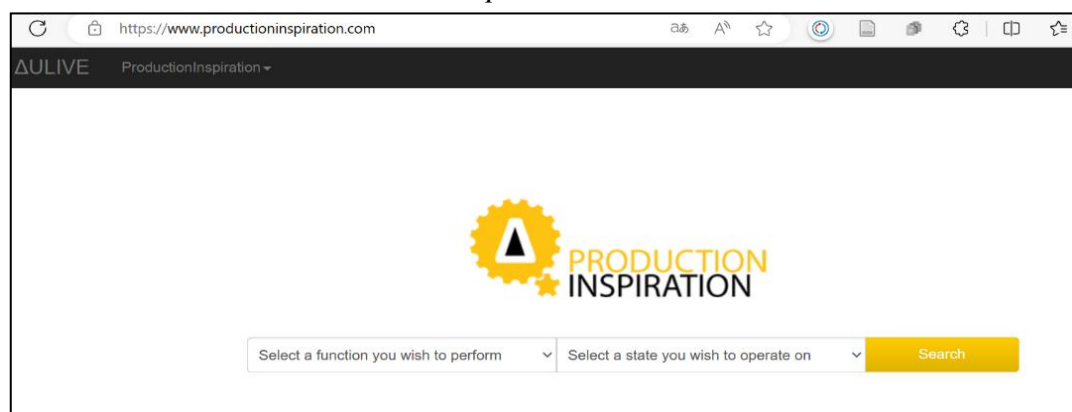 https://www.productioninspiration.com
ΔULIVE ProductionInspiration
PRODUCTION
INSPIRATION
Select a function you wish to perform Select a state you wish to operate on Search